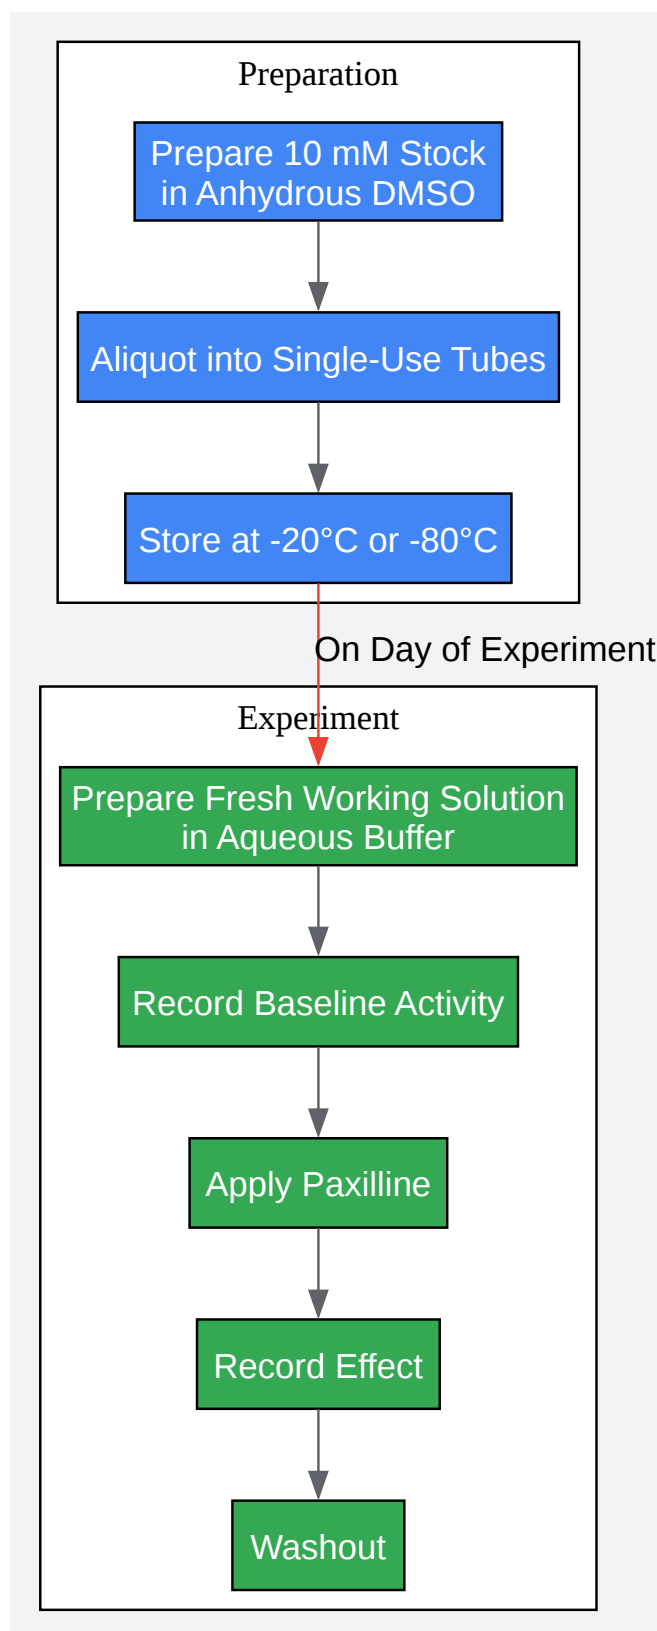 Preparation
Prepare 10 mM Stock
in Anhydrous DMSO
Aliquot into Single-Use Tubes
Store at -20°C or -80°C
On Day of Experiment
Experiment
Prepare Fresh Working Solution
in Aqueous Buffer
Record Baseline Activity
Apply Paxilline
Record Effect
Washout